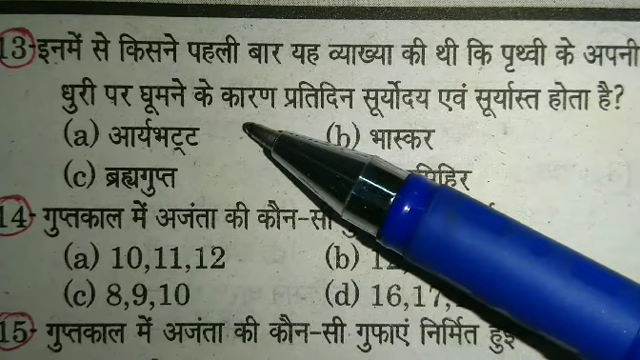 13-इनमें से किसने पहली बार यह व्याख्या की थी कि पृथ्वी के अपनी
धुरी पर घूमने के कारण प्रतिदिन सूर्योदय एवं सूर्यास्त होता है?
(a) आर्यभट्ट (b) भास्कर
(c) ब्रह्मगुप्त
14- गुप्तकाल में अजंता की कौन-सी
(a) 10,11,12 (b)
(c) 8,9,10 (d) 16,17,
15- गुप्तकाल में अजंता की कौन-सी गुफाएं निर्मित हुई